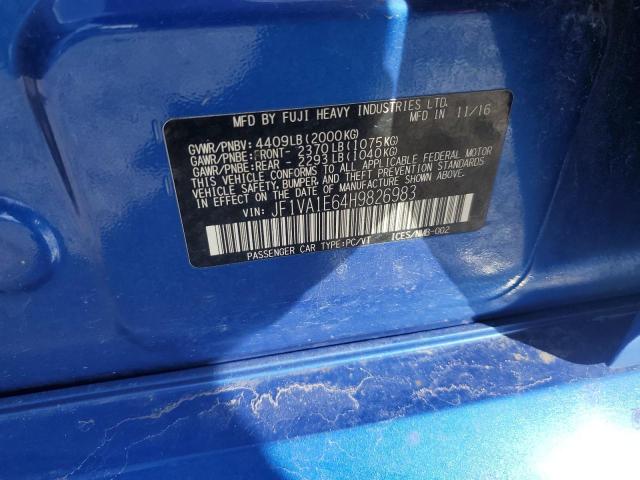 MFD BY FUJI HEAVY INDUSTRIES LTD.
MFD IN 11/16
GVWR/PNBV: 4409LB(2000KG)
GAWR/PNBE:FRONT- 2370LB(1075KG)
GAWR/PNBE:REAR - 2293LB(1040KG)
THIS VEHICLE CONFORMS TO ALL APPLICABLE FEDERAL MOTOR
VEHICLE SAFETY, BUMPER, AND THEFT PREVENTION STANDARDS
IN EFFECT ON THE DATE OF MANUFACTURE SHOWN ABOVE.
VIN: JF1VA1E64H9826983
PASSENGER CAR TYPE:PC/VT ICES/NMB-002